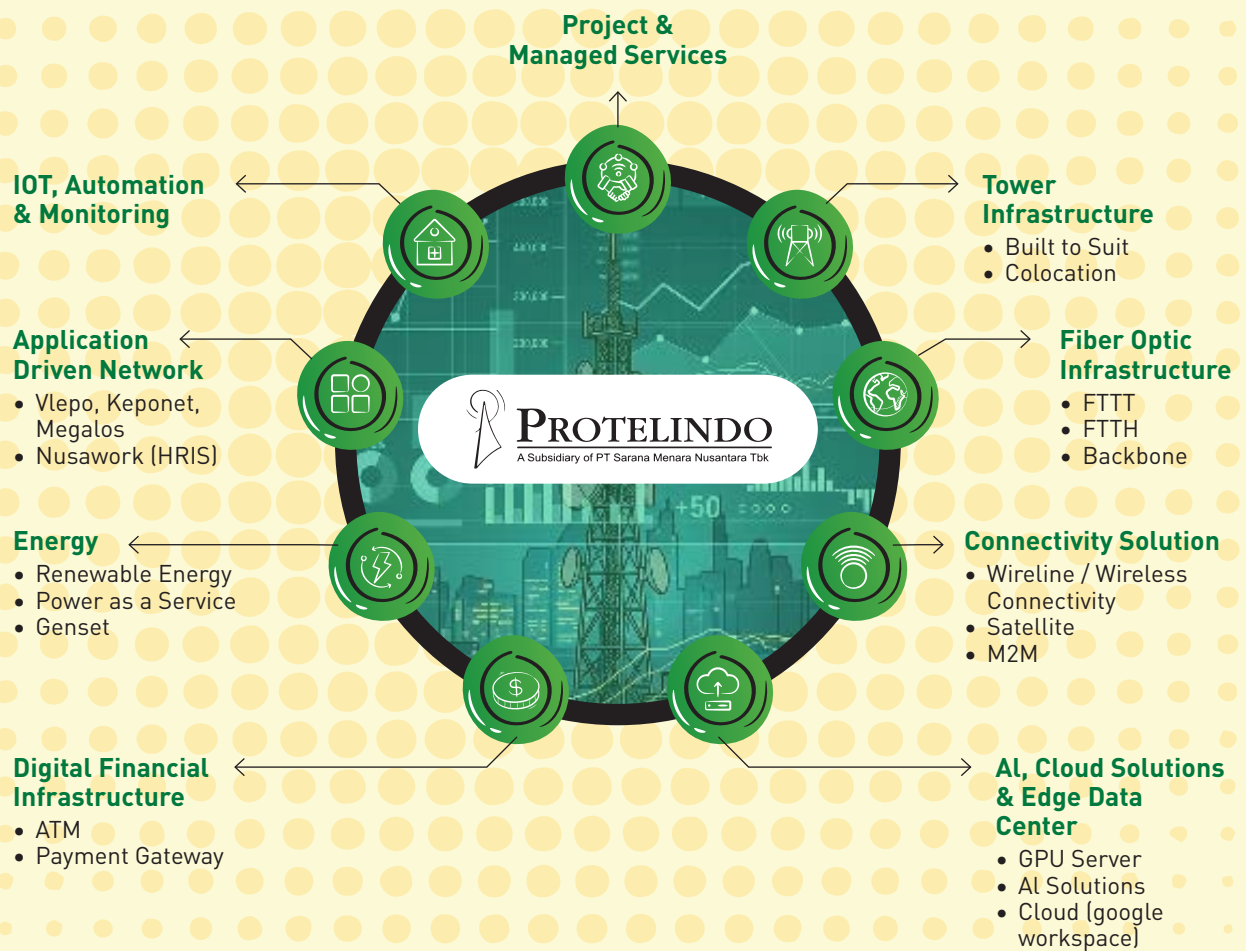 Project &
Managed Services
IOT, Automation
& Monitoring
Tower
Infrastructure
• Built to Suit
• Colocation
Application
Driven Network
• Vlepo, Keponet,
Megalos
• Nusawork (HRIS)
Fiber Optic
Infrastructure
• FTTT
• FTTH
• Backbone
PROTELINDO
A Subsidiary of PT Sarana Menara Nusantara Tbk
+50
Energy
• Renewable Energy
• Power as a Service
• Genset
Connectivity Solution
• Wireline / Wireless
Connectivity
• Satellite
• M2M
Digital Financial
Infrastructure
• ATM
• Payment Gateway
AI, Cloud Solutions
& Edge Data
Center
• GPU Server
• AI Solutions
• Cloud (google
workspace)